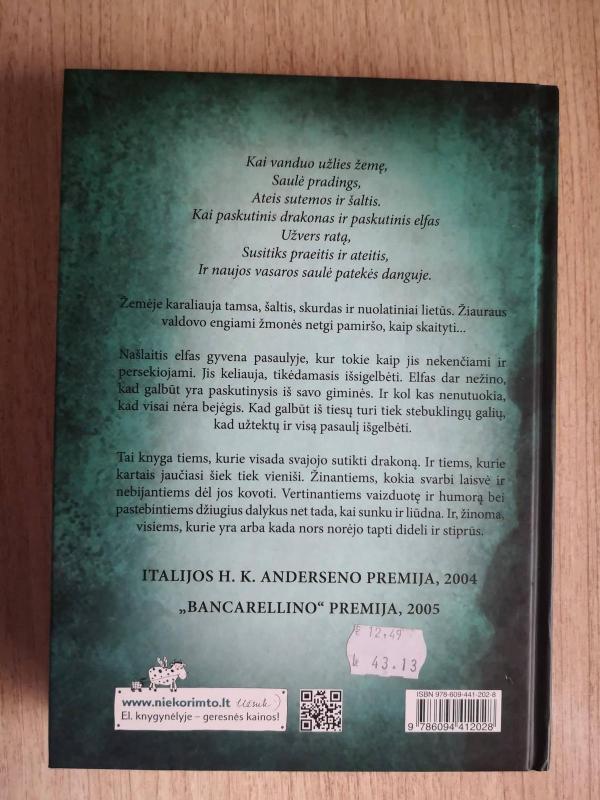 Kai vanduo užlies žemę,
Saulė pradings,
Ateis sutemos ir šaltis.
Kai paskutinis drakonas ir paskutinis elfas
Užvers ratą,
Susitiks praeitis ir ateitis,
Ir naujos vasaros saulė patekės danguje.
Žemėje karaliauja tamsa, šaltis, skurdas ir nuolatiniai lietūs. Žiauraus
valdovo engiami žmonės netgi pamiršo, kaip skaityti...
Našlaitis elfas gyvena pasaulyje, kur tokie kaip jis nekenčiami ir
persekiojami. Jis keliauja, tikėdamasis išsigelbėti. Elfas dar nežino,
kad galbūt yra paskutinysis iš savo giminės. Ir kol kas nenutuokia,
kad visai nėra bejėgis. Kad galbūt iš tiesų turi tiek stebuklingų galių,
kad užtektų ir visą pasaulį išgelbėti.
Tai knyga tiems, kurie visada svajojo sutikti drakoną. Ir tiems, kurie
kartais jaučiasi šiek tiek vieniši. Žinantiems, kokia svarbi laisvė ir
nebijantiems dėl jos kovoti. Vertinantiems vaizduotę ir humorą bei
pastebintiems džiugius dalykus net tada, kai sunku ir liūdna. Ir, žinoma,
visiems, kurie yra arba kada nors norėjo tapti dideli ir stiprūs.
ITALIJOS H. K. ANDERSENO PREMIJA, 2004
„BANCARELLINO“ PREMIJA, 2005
€ 12,49
Lt 43.13
www.niekorimto.lt Užsuk :)
El. knygynėlyje – geresnės kainos!
ISBN 978-609-441-202-8
9 786094 412028